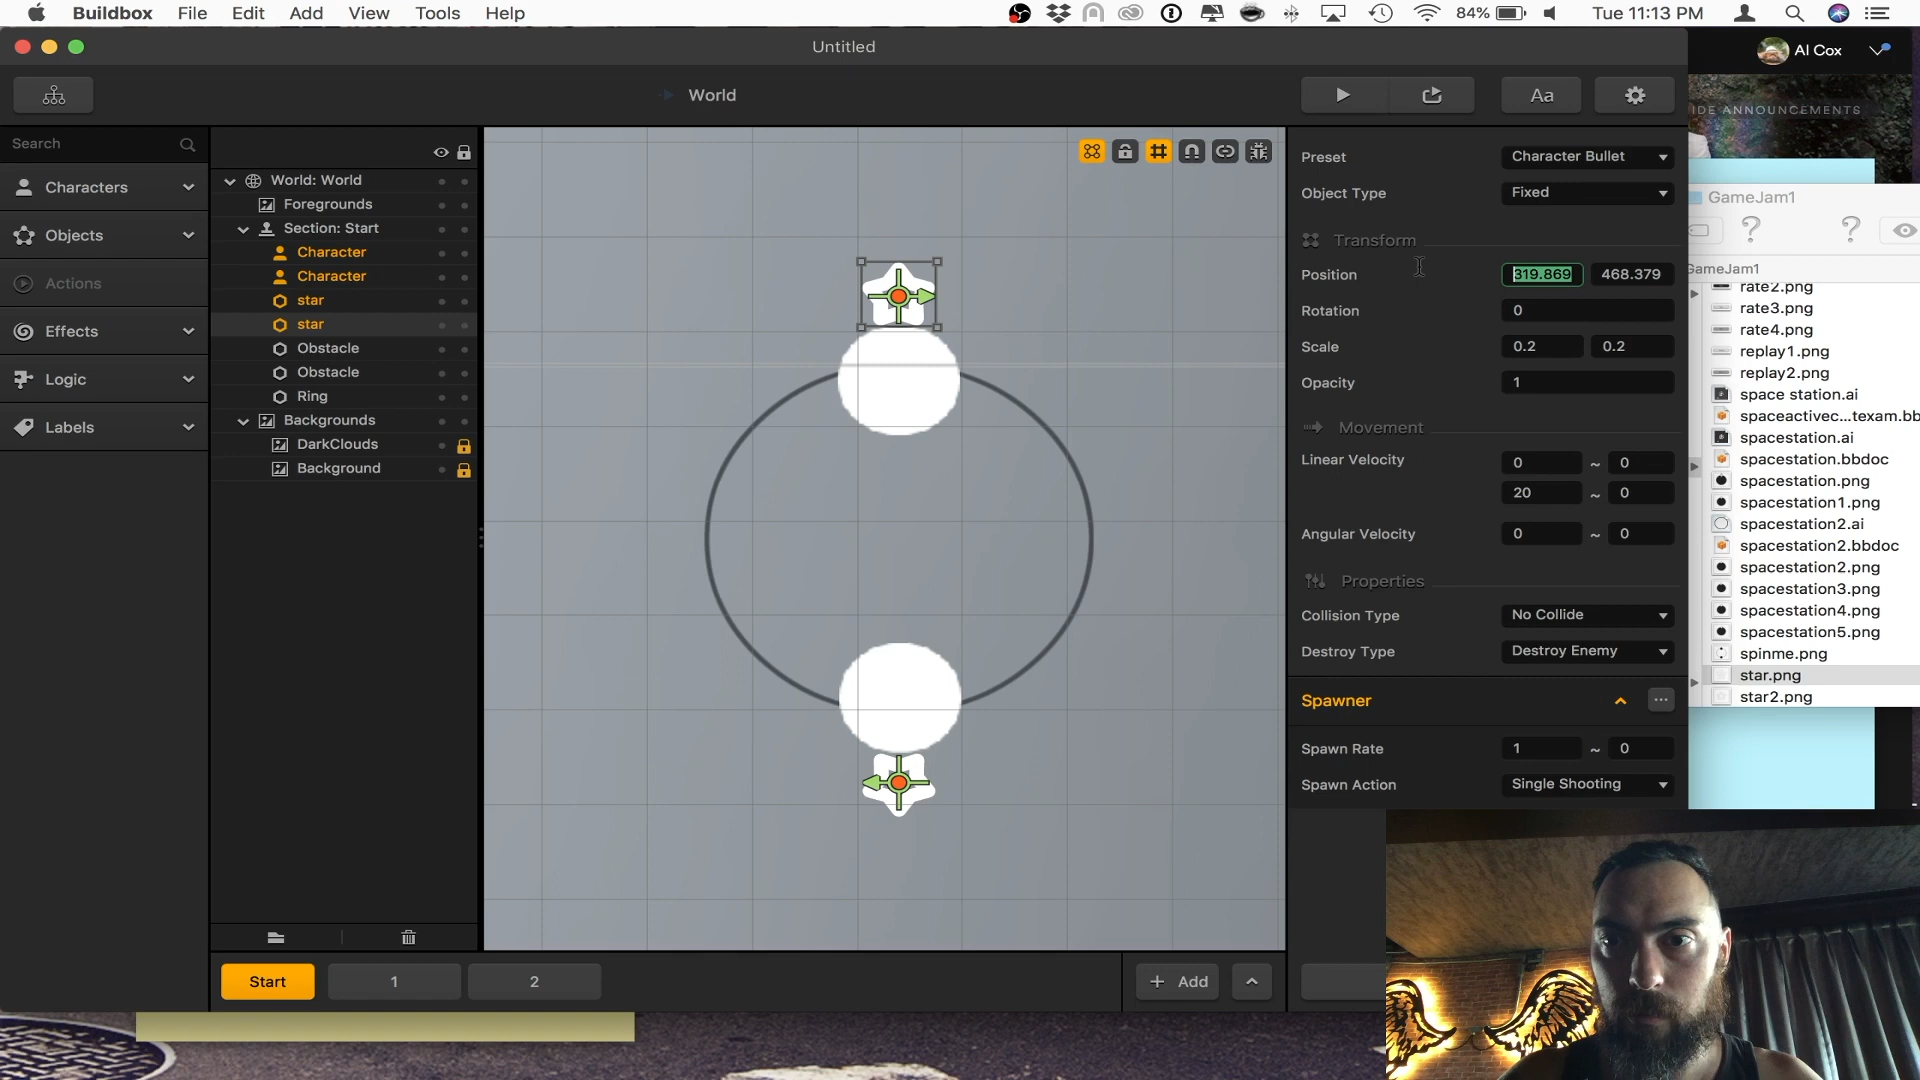 Buildbox File Edit Add View Tools Help 84% Tue 11:13 PM
Untitled
Al Cox
World
Aa
IDE ANNOUNCEMENTS
Search
Characters
Objects
Actions
Effects
Logic
Labels
World: World
Foregrounds
Section: Start
Character
Character
star
star
Obstacle
Obstacle
Ring
Backgrounds
DarkClouds
Background
Start 1 2 + Add
Preset Character Bullet
Object Type Fixed
Transform
Position 319.869 468.379
Rotation 0
Scale 0.2 0.2
Opacity 1
Movement
Linear Velocity 0 ~ 0
20 ~ 0
Angular Velocity 0 ~ 0
Properties
Collision Type No Collide
Destroy Type Destroy Enemy
Spawner ...
Spawn Rate 1 ~ 0
Spawn Action Single Shooting
GameJam1
? ?
GameJam1
rate2.png
rate3.png
rate4.png
replay1.png
replay2.png
space station.ai
spaceactivec...texam.bb
spacestation.ai
spacestation.bbdoc
spacestation.png
spacestation1.png
spacestation2.ai
spacestation2.bbdoc
spacestation2.png
spacestation3.png
spacestation4.png
spacestation5.png
spinme.png
star.png
star2.png